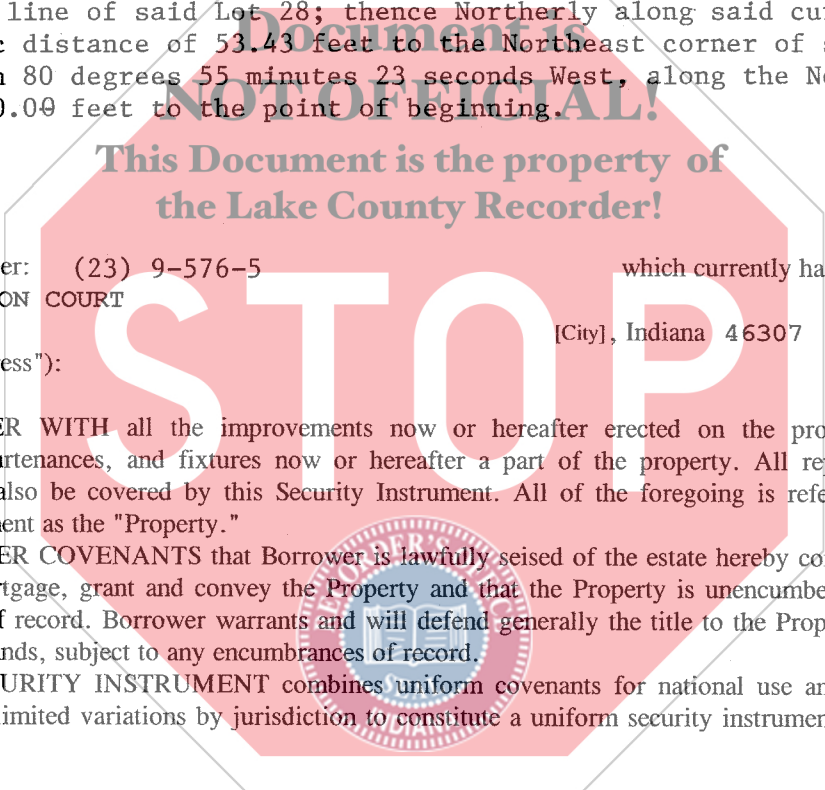 line of said Lot 28; thence Northerly along said cu
distance of 53.43 feet to the Northeast corner of
80 degrees 55 minutes 23 seconds West, along the No
0.00 feet to the point of beginning.
Document is
NOT OFFICIAL!
This Document is the property of
the Lake County Recorder!
er: (23) 9-576-5 which currently ha
ON COURT
[City], Indiana 46307
ess"):
STOP
ER WITH all the improvements now or hereafter erected on the pro
rtenances, and fixtures now or hereafter a part of the property. All rep
also be covered by this Security Instrument. All of the foregoing is refe
ent as the "Property."
ER COVENANTS that Borrower is lawfully seised of the estate hereby co
tgage, grant and convey the Property and that the Property is unencumbe
f record. Borrower warrants and will defend generally the title to the Prop
nds, subject to any encumbrances of record.
URITY INSTRUMENT combines uniform covenants for national use an
limited variations by jurisdiction to constitute a uniform security instrumen
RECORDER'S OFFICE
INDIANA